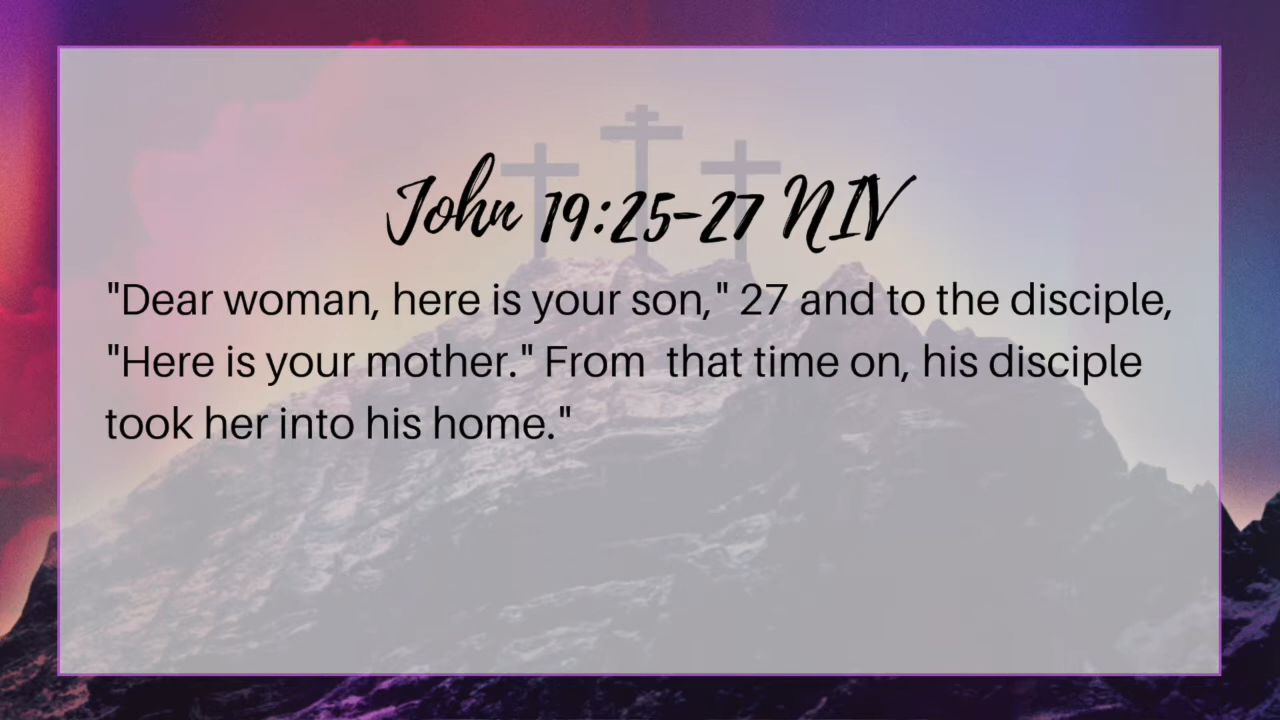 John 19:25-27 NIV
"Dear woman, here is your son," 27 and to the disciple,
"Here is your mother." From  that time on, his disciple
took her into his home."